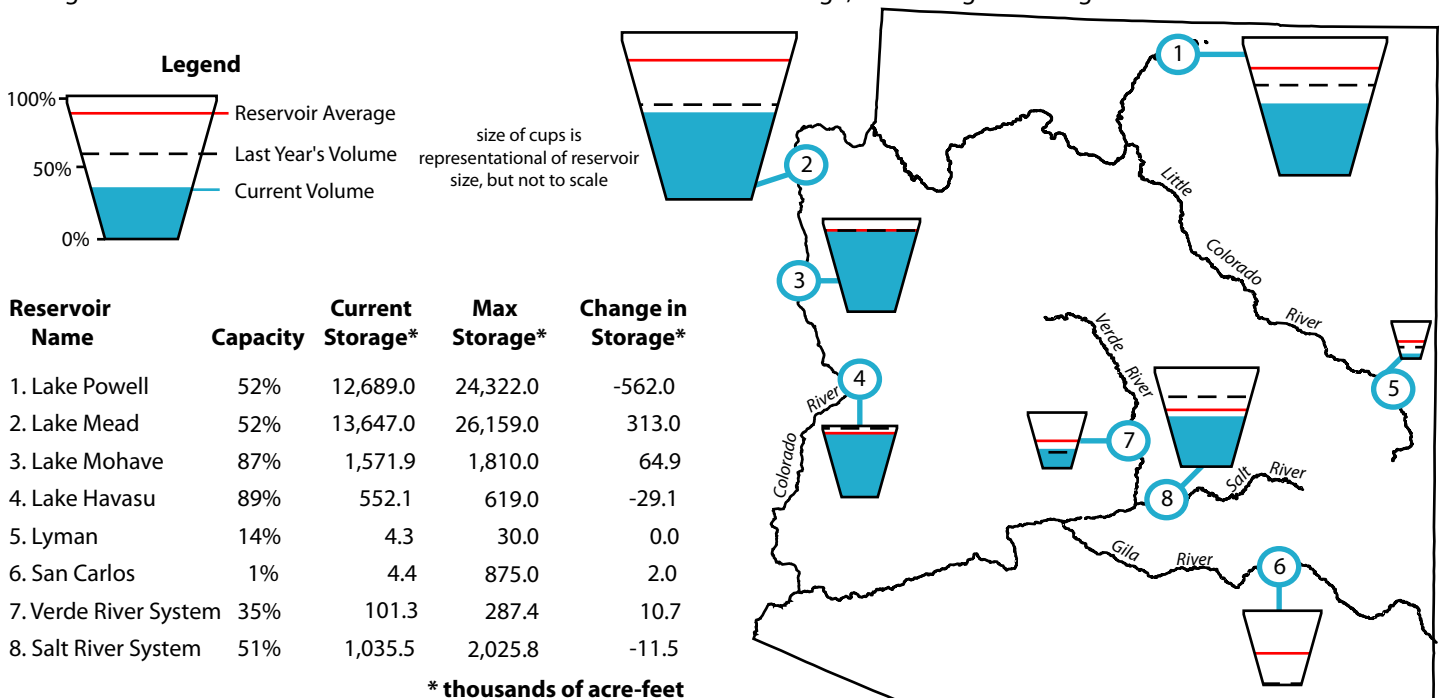 Legend
100%
50%
0%
Reservoir Average
Last Year's Volume
Current Volume
size of cups is
representational of reservoir
size, but not to scale
Reservoir Name Capacity Current Storage* Max Storage* Change in Storage*
1. Lake Powell 52% 12,689.0 24,322.0 -562.0
2. Lake Mead 52% 13,647.0 26,159.0 313.0
3. Lake Mohave 87% 1,571.9 1,810.0 64.9
4. Lake Havasu 89% 552.1 619.0 -29.1
5. Lyman 14% 4.3 30.0 0.0
6. San Carlos 1% 4.4 875.0 2.0
7. Verde River System 35% 101.3 287.4 10.7
8. Salt River System 51% 1,035.5 2,025.8 -11.5
* thousands of acre-feet
1
2
3
4
5
6
7
8
Little Colorado River
Verde River
Colorado River
Salt River
Gila River